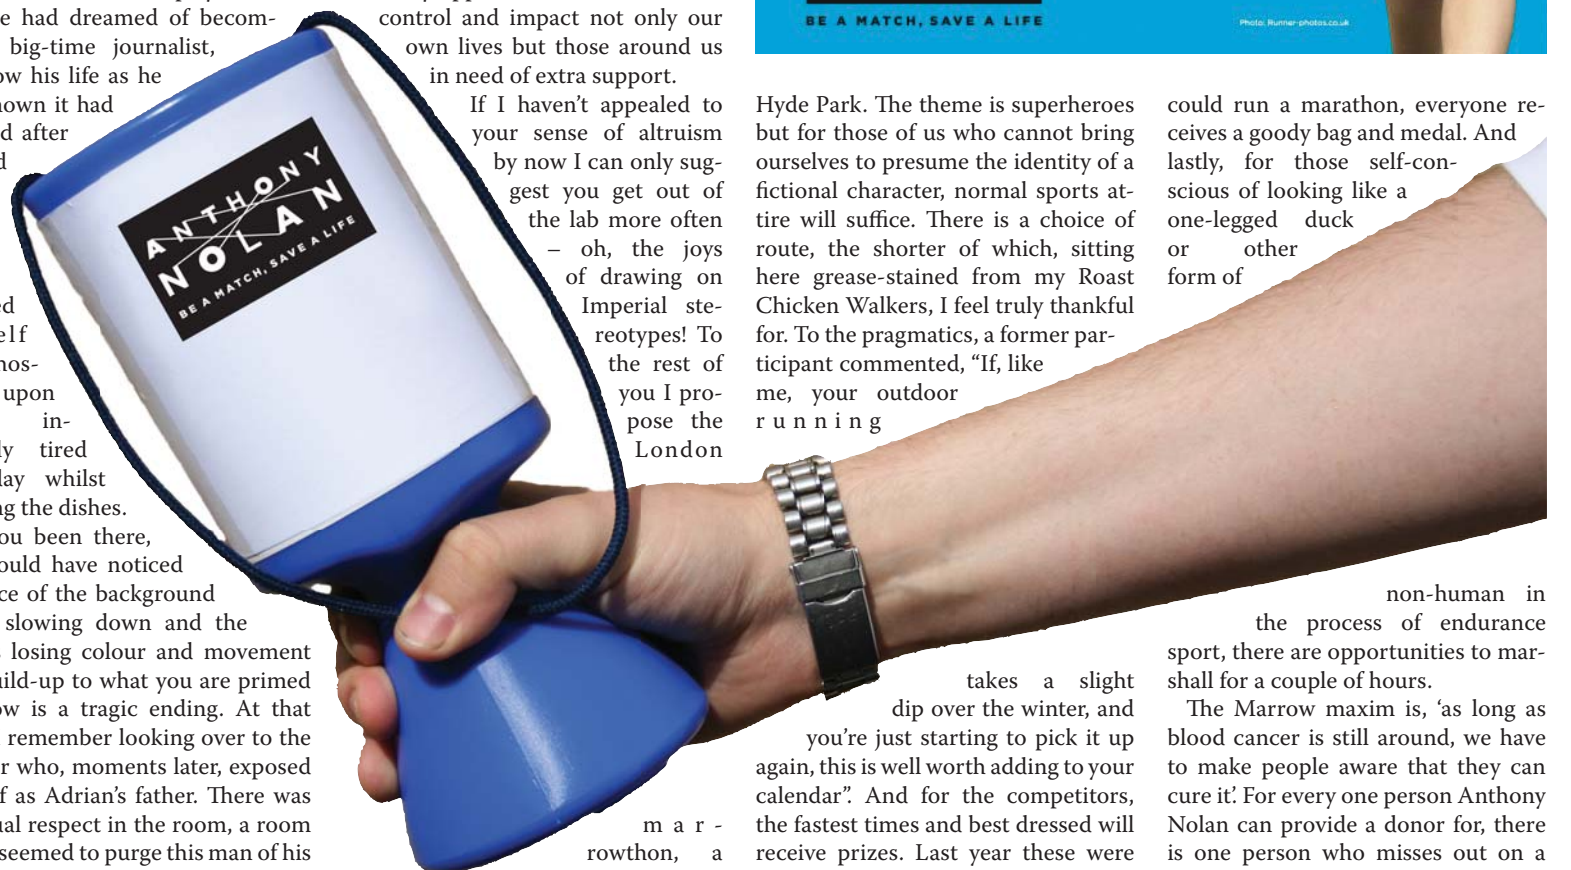 e had dreamed of becom-
big-time journalist,
ow his life as he
nown it had
d after
d
ed
elf
nos-
upon
in-
ly tired
lay whilst
ng the dishes.
ou been there,
ould have noticed
ce of the background
slowing down and the
losing colour and movement
uild-up to what you are primed
ow is a tragic ending. At that
remember looking over to the
r who, moments later, exposed
f as Adrian’s father. There was
ual respect in the room, a room
seemed to purge this man of his
ANTHONY
NOLAN
BE A MATCH, SAVE A LIFE
control and impact not only our
own lives but those around us
in need of extra support.
If I haven’t appealed to
your sense of altruism
by now I can only sug-
gest you get out of
the lab more often
– oh, the joys
of drawing on
Imperial ste-
reotypes! To
the rest of
you I pro-
pose the
London
mar-
rowthon, a
BE A MATCH, SAVE A LIFE
Photo: Runner-photos.co.uk
Hyde Park. The theme is superheroes
but for those of us who cannot bring
ourselves to presume the identity of a
fictional character, normal sports at-
tire will suffice. There is a choice of
route, the shorter of which, sitting
here grease-stained from my Roast
Chicken Walkers, I feel truly thankful
for. To the pragmatics, a former par-
ticipant commented, “If, like
me, your outdoor
running
takes a slight
dip over the winter, and
you’re just starting to pick it up
again, this is well worth adding to your
calendar”. And for the competitors,
the fastest times and best dressed will
receive prizes. Last year these were
could run a marathon, everyone re-
ceives a goody bag and medal. And
lastly, for those self-con-
scious of looking like a
one-legged duck
or other
form of
non-human in
the process of endurance
sport, there are opportunities to mar-
shall for a couple of hours.
The Marrow maxim is, ‘as long as
blood cancer is still around, we have
to make people aware that they can
cure it’. For every one person Anthony
Nolan can provide a donor for, there
is one person who misses out on a